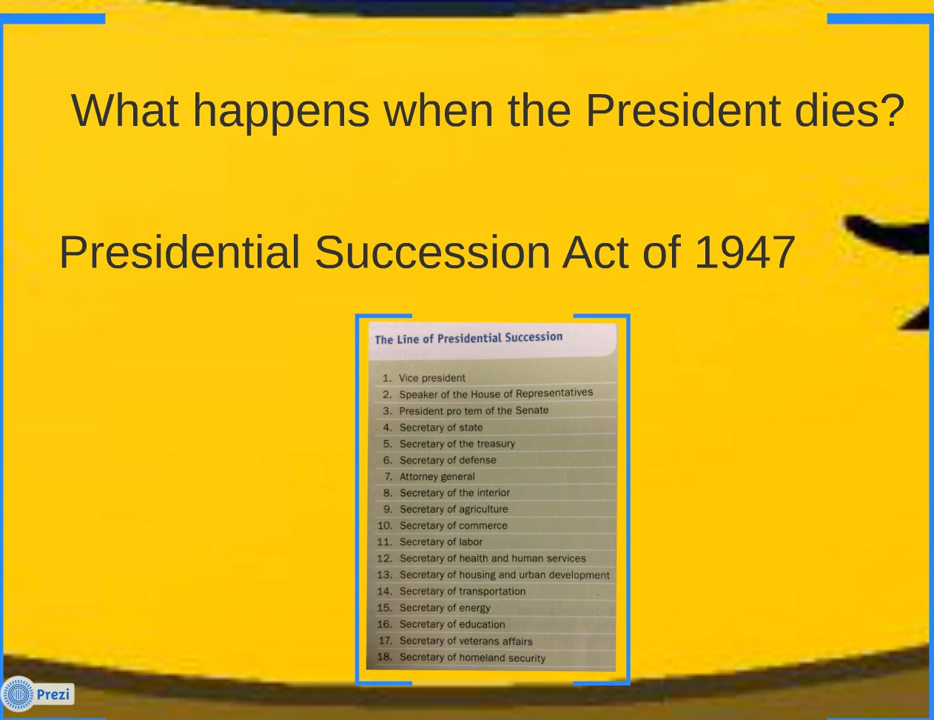 What happens when the President dies?
Presidential Succession Act of 1947
The Line of Presidential Succession
1. Vice president
2. Speaker of the House of Representatives
3. President pro tem of the Senate
4. Secretary of state
5. Secretary of the treasury
6. Secretary of defense
7. Attorney general
8. Secretary of the interior
9. Secretary of agriculture
10. Secretary of commerce
11. Secretary of labor
12. Secretary of health and human services
13. Secretary of housing and urban development
14. Secretary of transportation
15. Secretary of energy
16. Secretary of education
17. Secretary of veterans affairs
18. Secretary of homeland security
Prezi